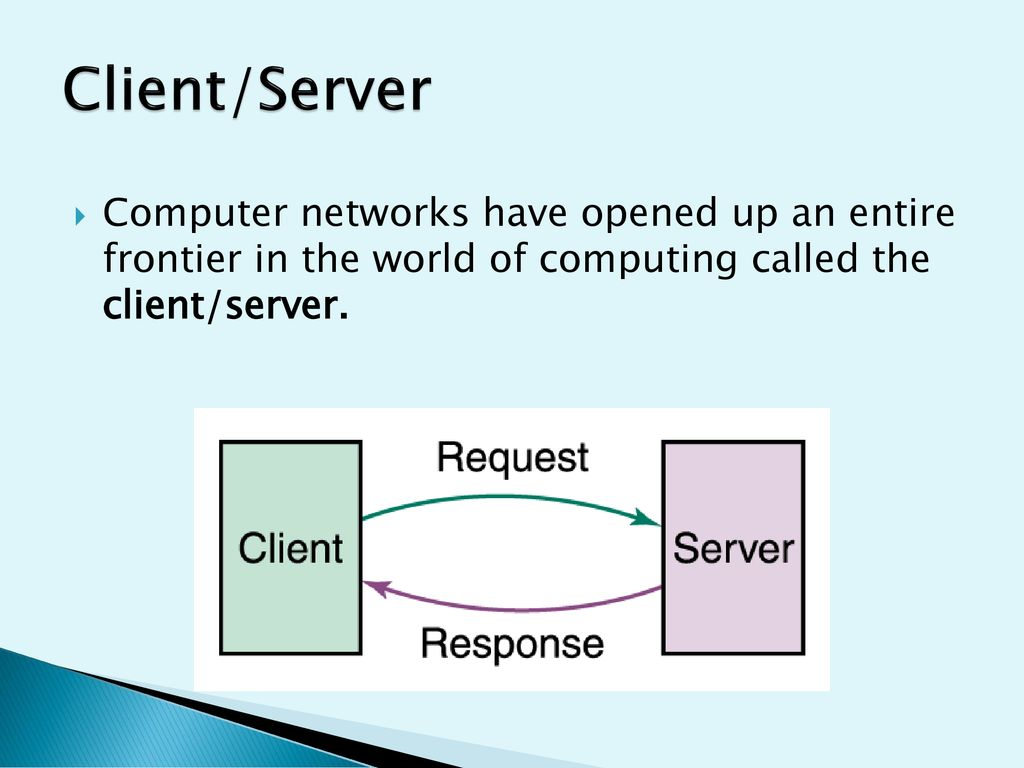 Client/Server
Computer networks have opened up an entire
frontier in the world of computing called the
client/server.
Request
Client
Server
Response